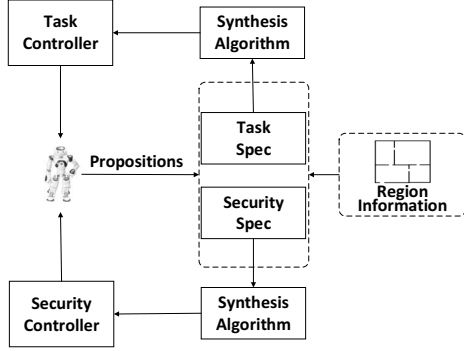 Task
Controller
Synthesis
Algorithm
Task
Spec
Propositions
Security
Spec
Region
Information
Security
Controller
Synthesis
Algorithm